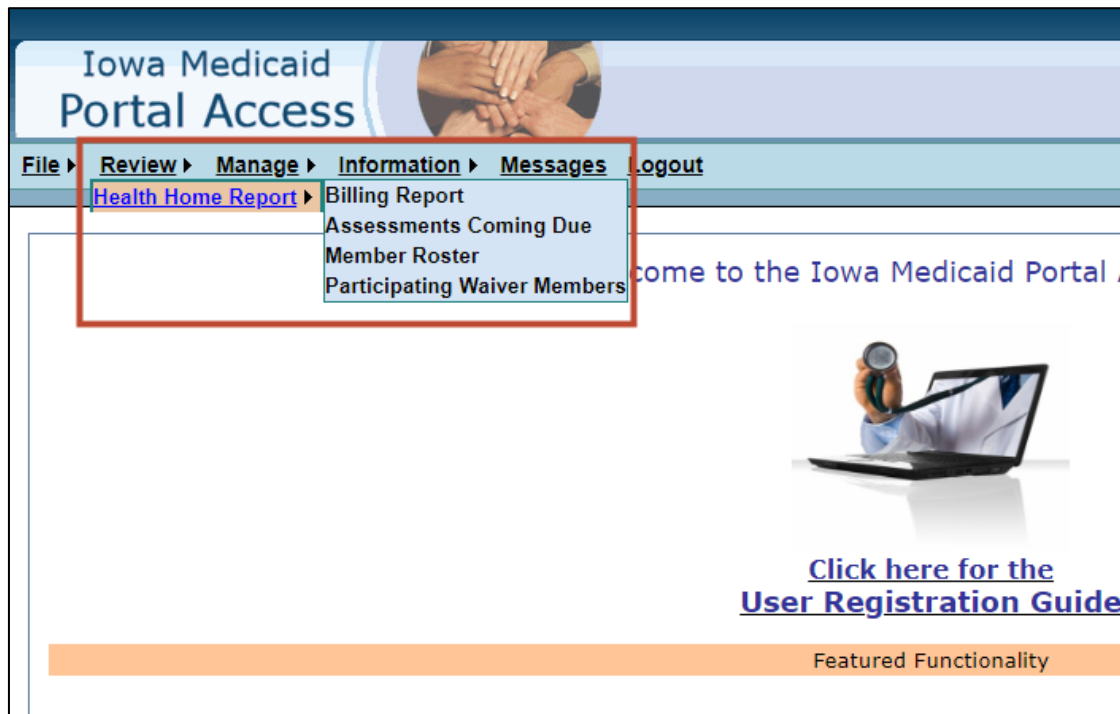 Iowa Medicaid
Portal Access
File Review Manage Information Messages Logout
Health Home Report
Billing Report
Assessments Coming Due
Member Roster
Participating Waiver Members
come to the Iowa Medicaid Portal
Click here for the
User Registration Guide
Featured Functionality